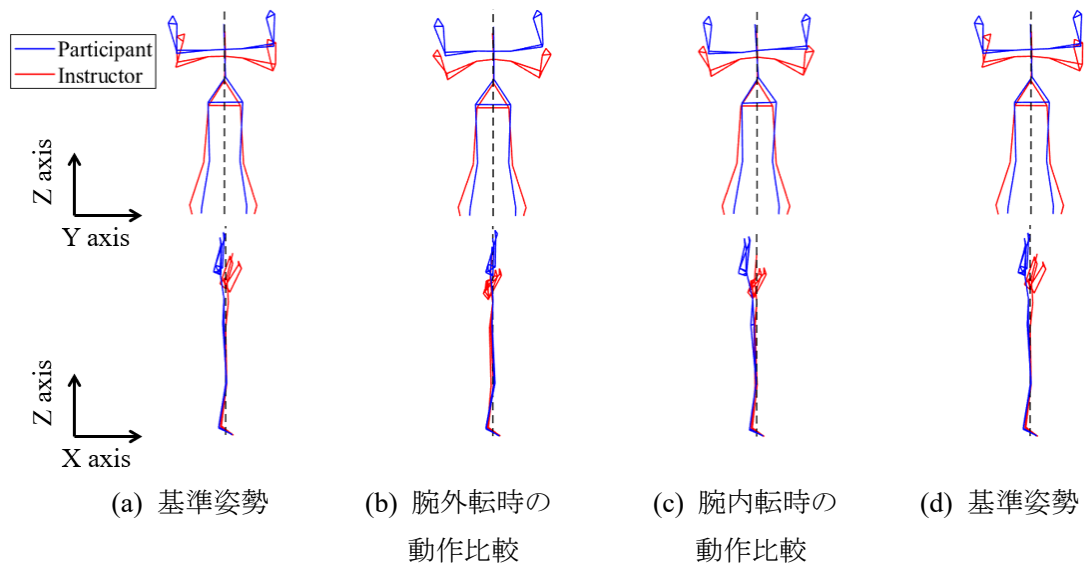 Participant
Instructor
Z axis
Y axis
Z axis
X axis
(a) 基準姿勢
(b) 腕外転時の
動作比較
(c) 腕内転時の
動作比較
(d) 基準姿勢